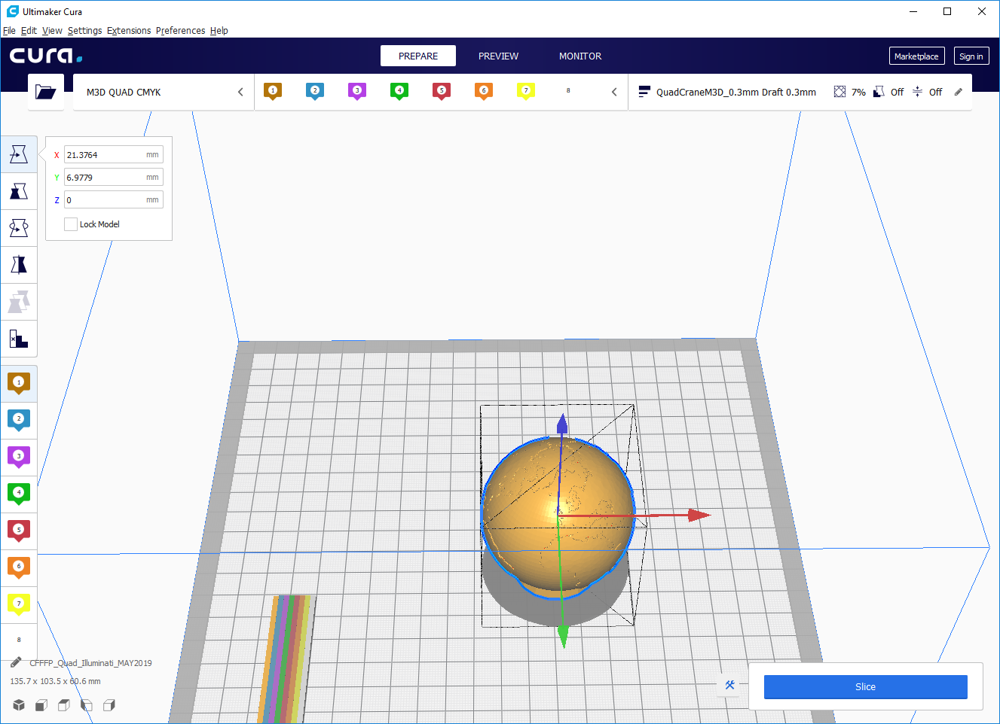 Ultimaker Cura
File Edit View Settings Extensions Preferences Help
cura.
PREPARE
PREVIEW
MONITOR
Marketplace
Sign in
M3D QUAD CMYK
1
2
3
4
5
6
7
8
QuadCraneM3D_0.3mm Draft 0.3mm
7%
Off
Off
X 21.3764 mm
Y 6.9779 mm
Z 0 mm
Lock Model
1
2
3
4
5
6
7
8
CFFFP_Quad_Illuminati_MAY2019
135.7 x 103.5 x 60.6 mm
Slice